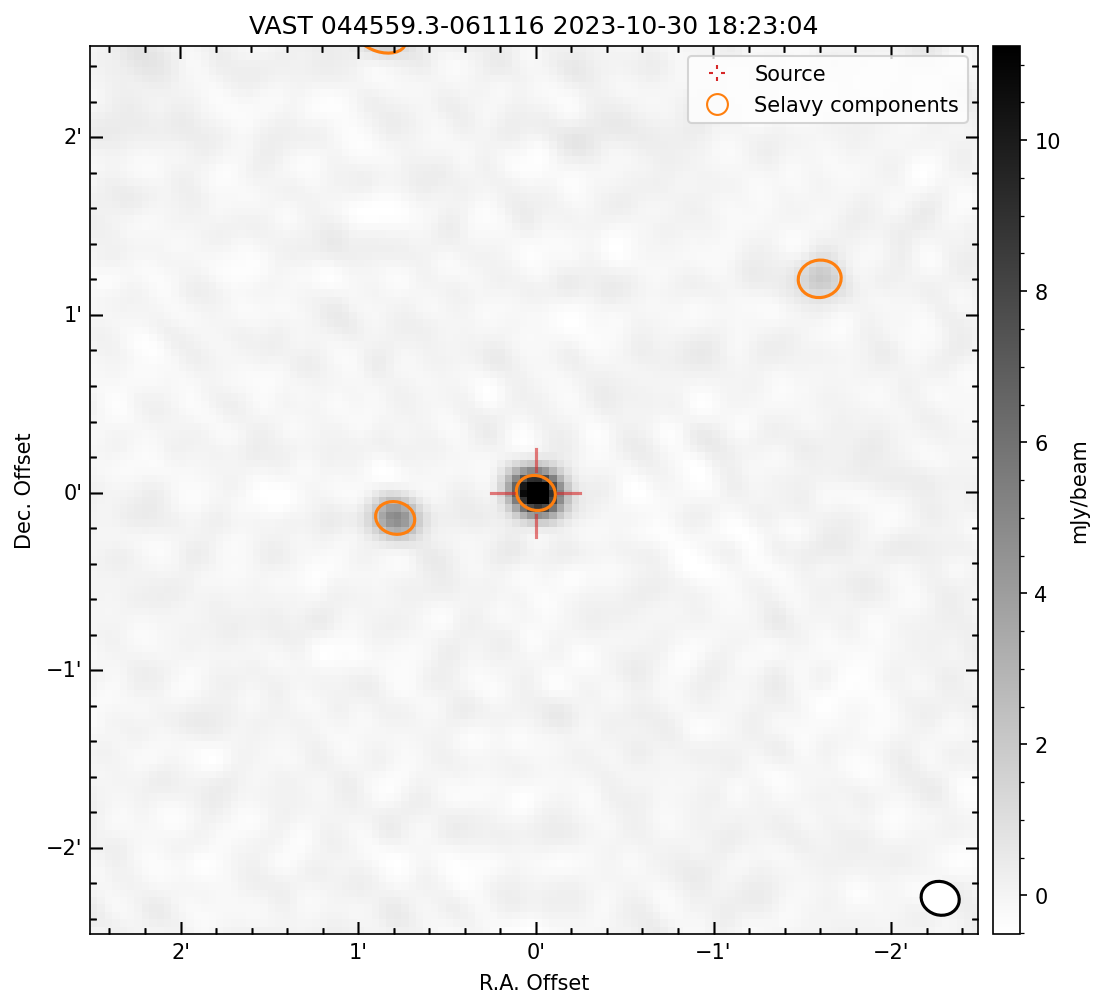 VAST 044559.3-061116 2023-10-30 18:23:04
Source
Selavy components
2'
1'
0'
−1'
−2'
Dec. Offset
2'
1'
0'
−1'
−2'
R.A. Offset
10
8
6
4
2
0
mJy/beam